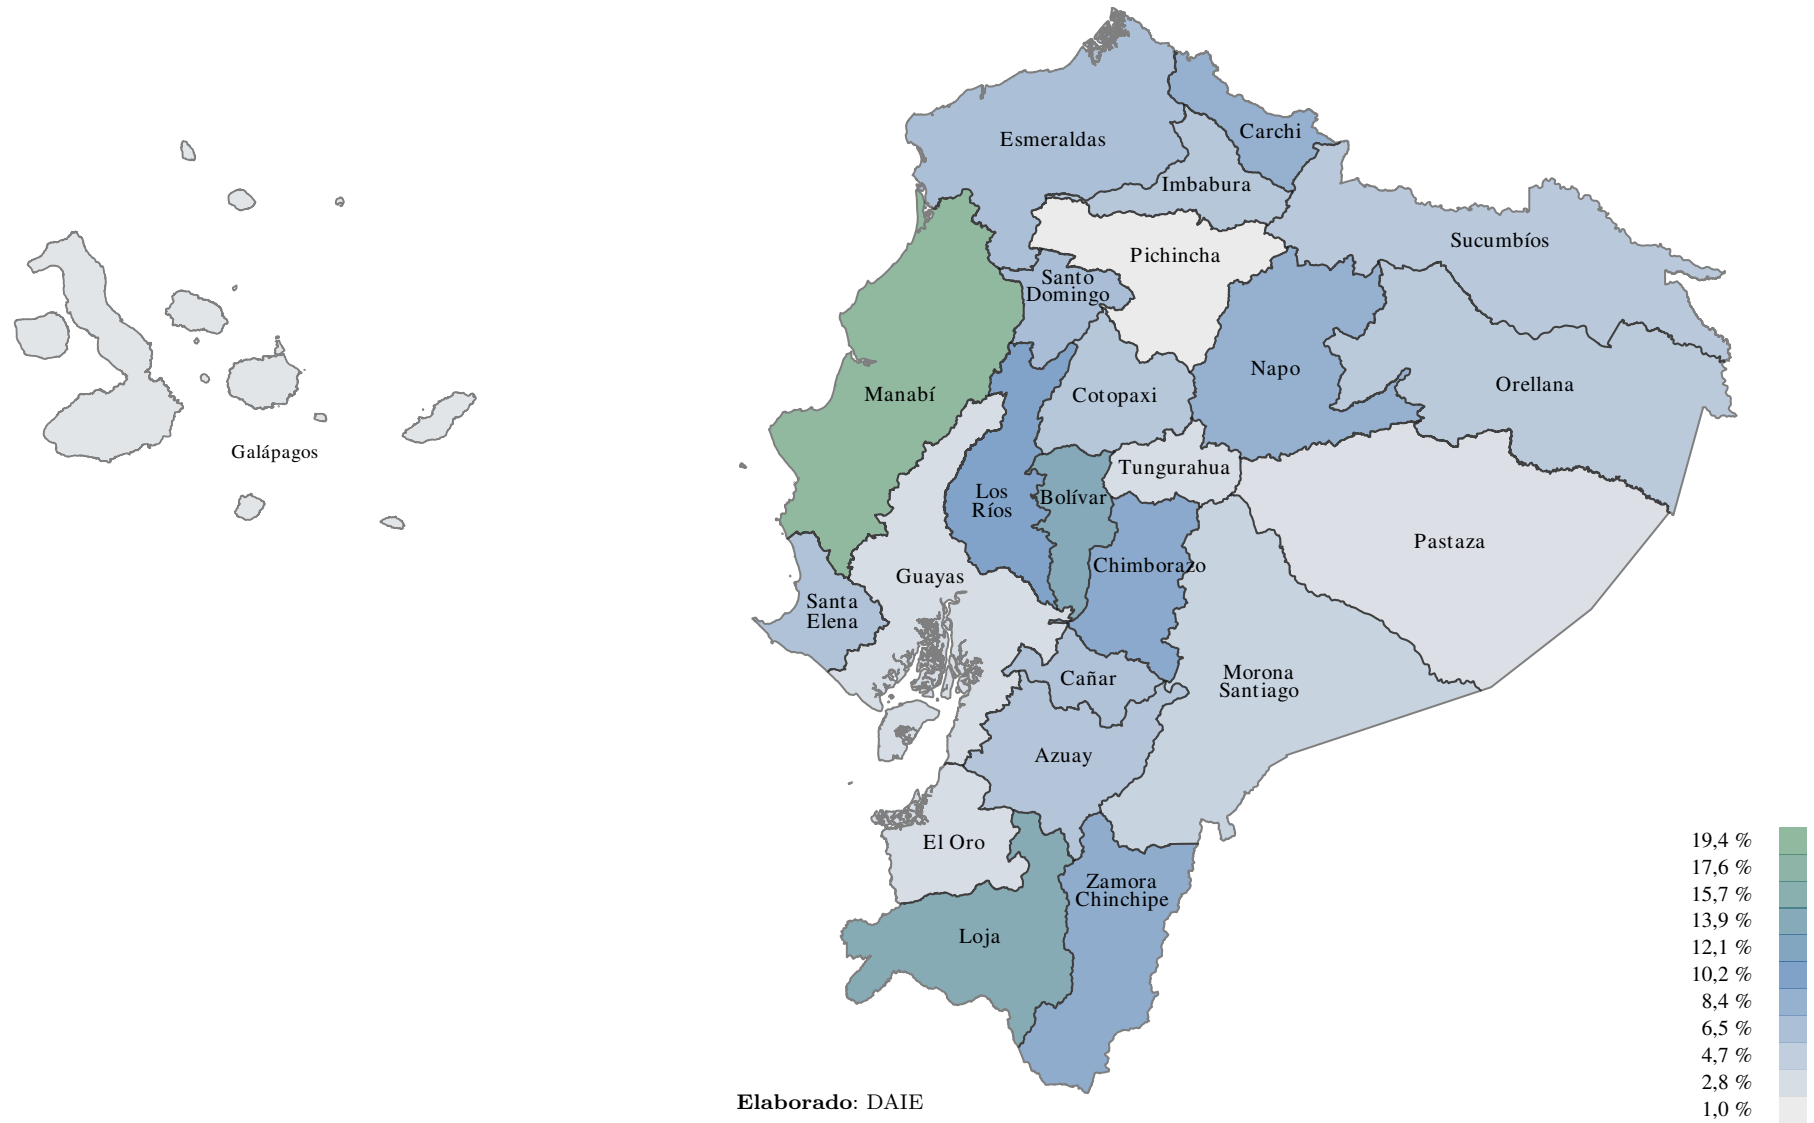 Esmeraldas
Carchi
Imbabura
Sucumbíos
Pichincha
Santo
Domingo
Napo
Orellana
Manabí
Cotopaxi
Galápagos
Tungurahua
Los
Ríos
Bolívar
Pastaza
Chimborazo
Guayas
Santa
Elena
Cañar
Morona
Santiago
Azuay
El Oro
Zamora
Chinchipe
Loja
19,4 %
17,6 %
15,7 %
13,9 %
12,1 %
10,2 %
8,4 %
6,5 %
4,7 %
2,8 %
1,0 %
Elaborado: DAIE